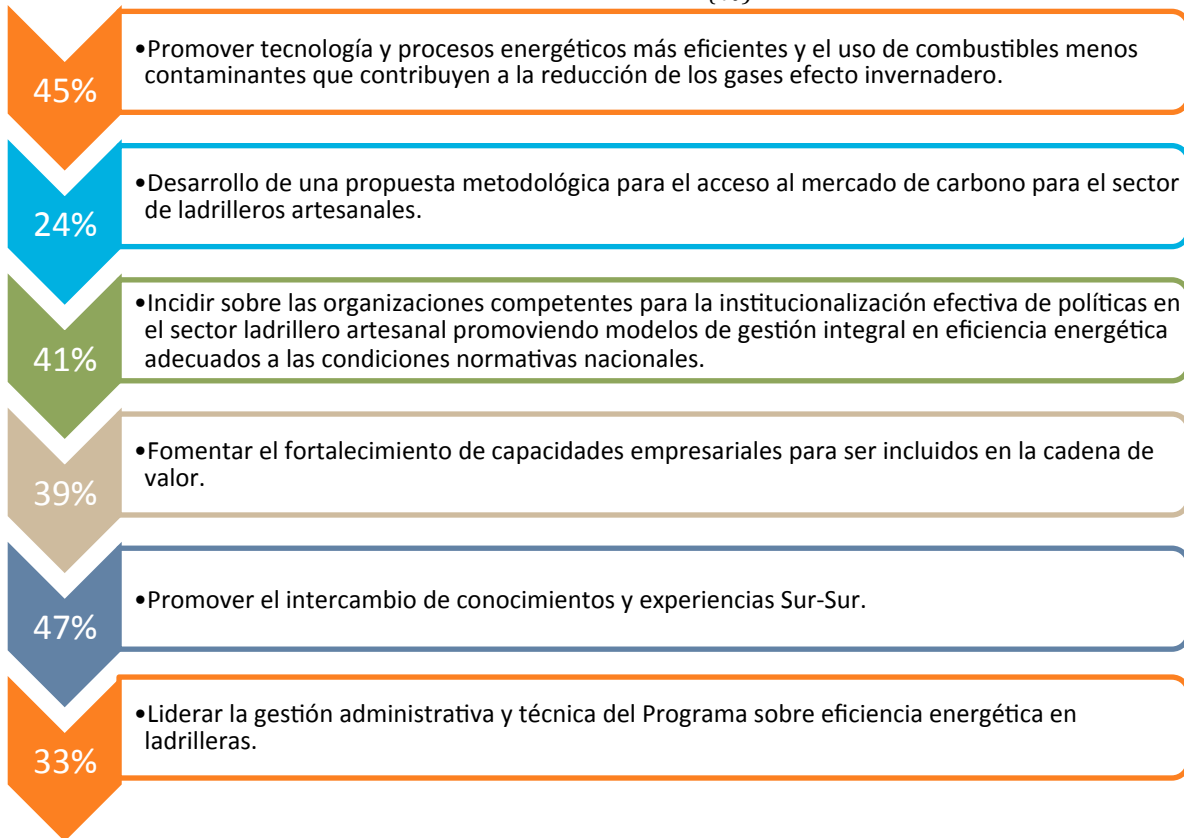 •Promover tecnología y procesos energéticos más eficientes y el uso de combustibles menos
contaminantes que contribuyen a la reducción de los gases efecto invernadero.
45%
•Desarrollo de una propuesta metodológica para el acceso al mercado de carbono para el sector
de ladrilleros artesanales.
24%
•Incidir sobre las organizaciones competentes para la institucionalización efectiva de políticas en
el sector ladrillero artesanal promoviendo modelos de gestión integral en eficiencia energética
adecuados a las condiciones normativas nacionales.
41%
•Fomentar el fortalecimiento de capacidades empresariales para ser incluidos en la cadena de
valor.
39%
•Promover el intercambio de conocimientos y experiencias Sur-Sur.
47%
•Liderar la gestión administrativa y técnica del Programa sobre eficiencia energética en
ladrilleras.
33%